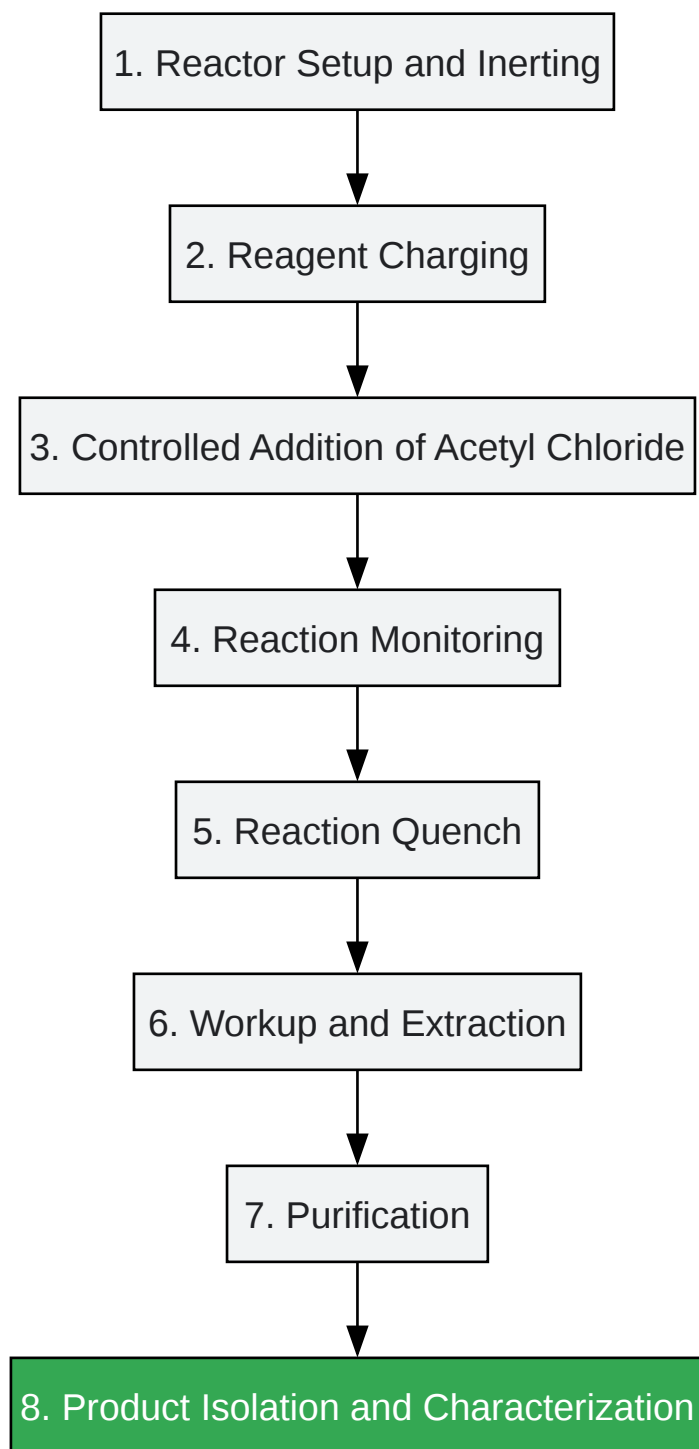 1. Reactor Setup and Inerting
2. Reagent Charging
3. Controlled Addition of Acetyl Chloride
4. Reaction Monitoring
5. Reaction Quench
6. Workup and Extraction
7. Purification
8. Product Isolation and Characterization